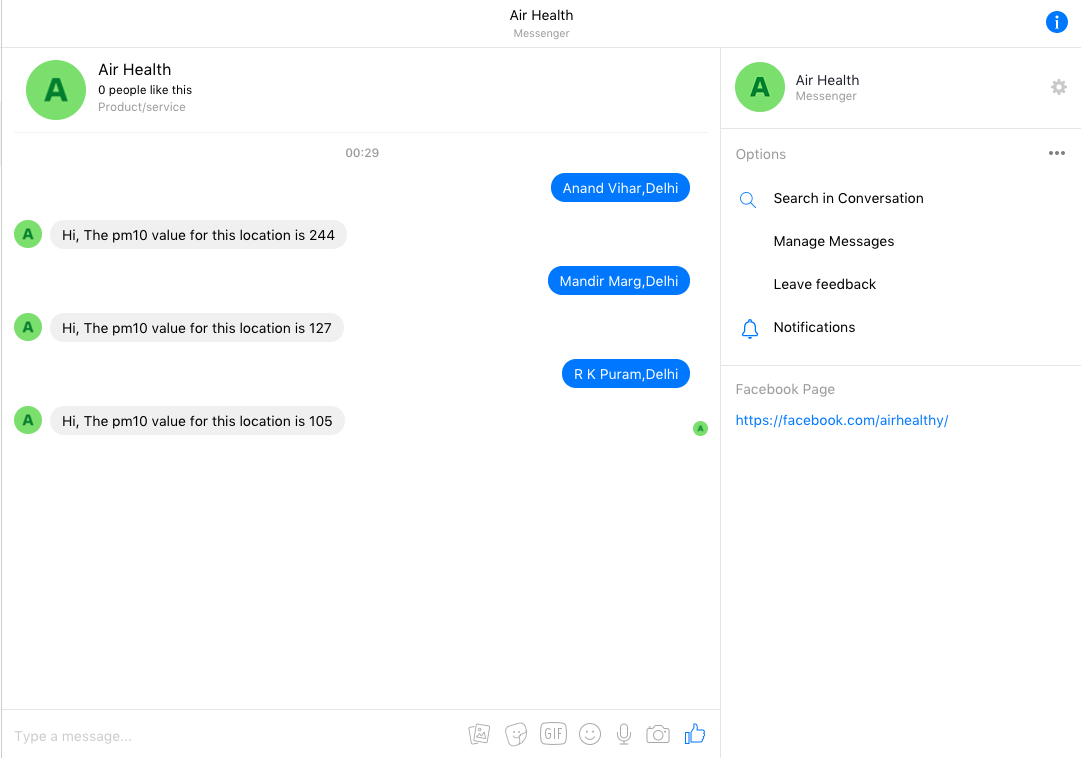 Air Health
Messenger
A
Air Health
0 people like this
Product/service
00:29
Anand Vihar,Delhi
A
Hi, The pm10 value for this location is 244
Mandir Marg,Delhi
A
Hi, The pm10 value for this location is 127
R K Puram,Delhi
A
Hi, The pm10 value for this location is 105
A
Type a message...
GIF
A
Air Health
Messenger
Options
Search in Conversation
Manage Messages
Leave feedback
Notifications
Facebook Page
https://facebook.com/airhealthy/